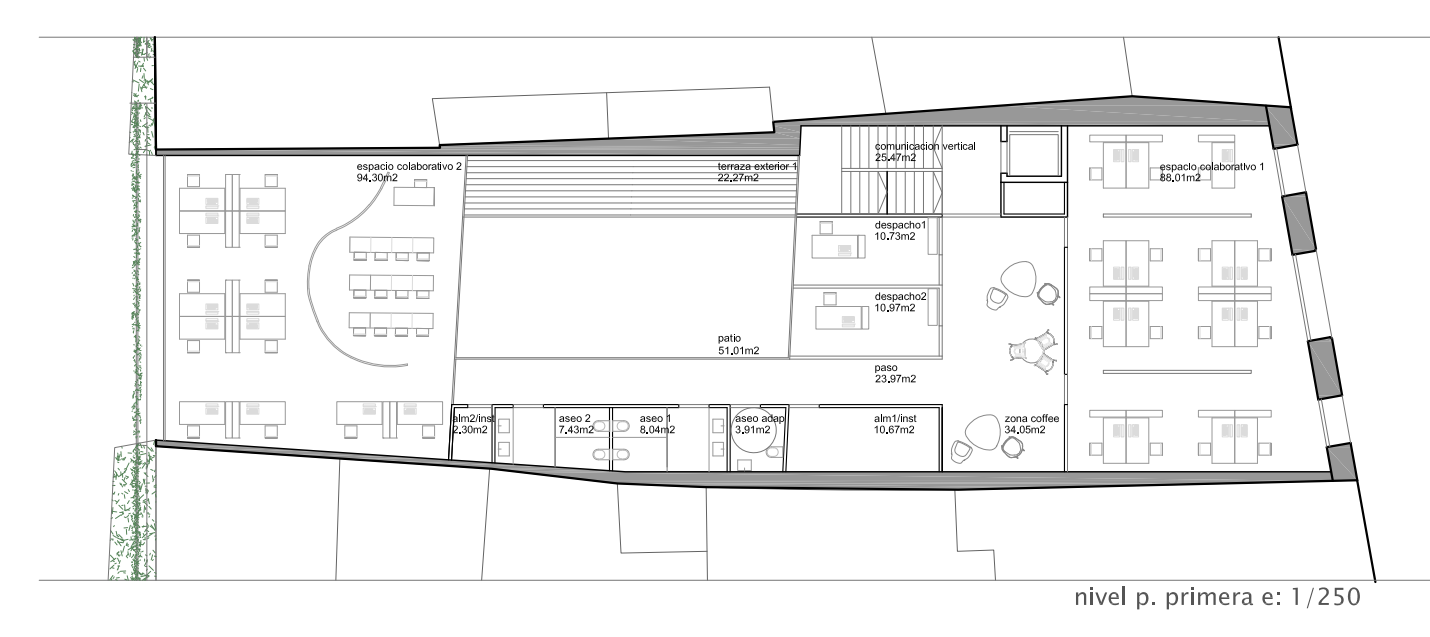 espacio colaborativo 2
94.30m2
terraza exterior 1
22.27m2
comunicacion vertical
25.47m2
espacio colaborativo 1
88.01m2
despacho1
10.73m2
despacho2
10.97m2
patio
51.01m2
paso
23.97m2
alm2/inst
2.30m2
aseo 2
7.43m2
aseo 1
8.04m2
aseo adap
3.91m2
alm1/inst
10.67m2
zona coffee
34.05m2
nivel p. primera e: 1/250